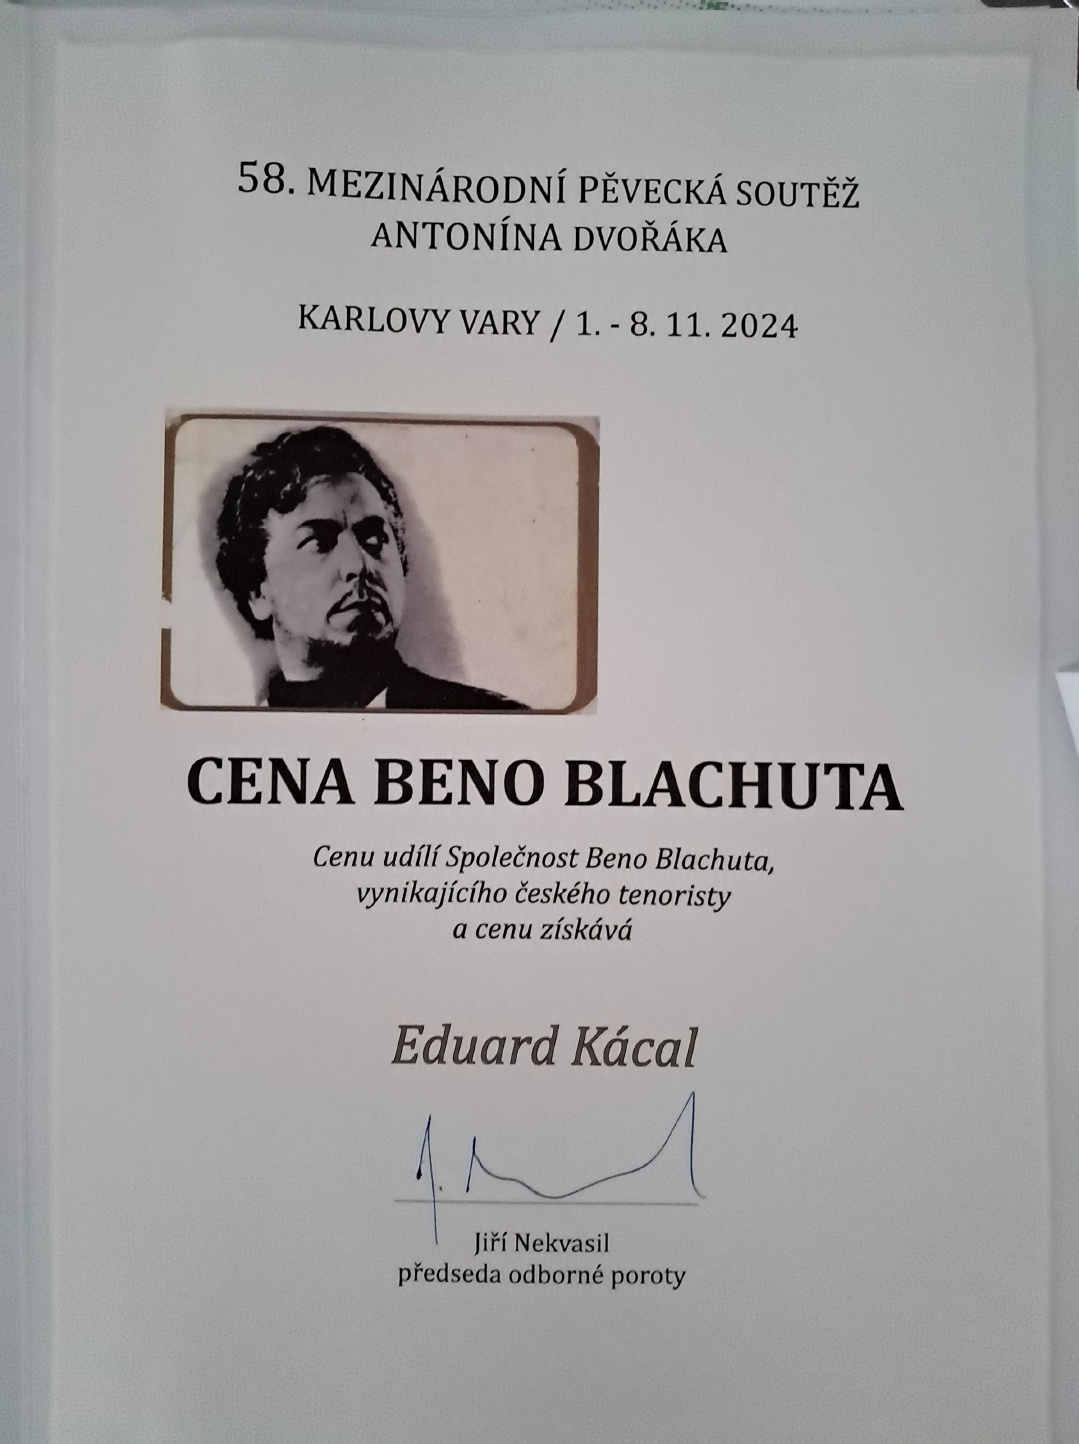 58. MEZINÁRODNÍ PĚVECKÁ SOUTĚŽ
ANTONÍNA DVOŘÁKA
KARLOVY VARY / 1. - 8. 11. 2024
CENA BENO BLACHUTA
Cenu udílí Společnost Beno Blachuta,
vynikajícího českého tenoristy
a cenu získává
Eduard Kácal
Jiří Nekvasil
předseda odborné poroty